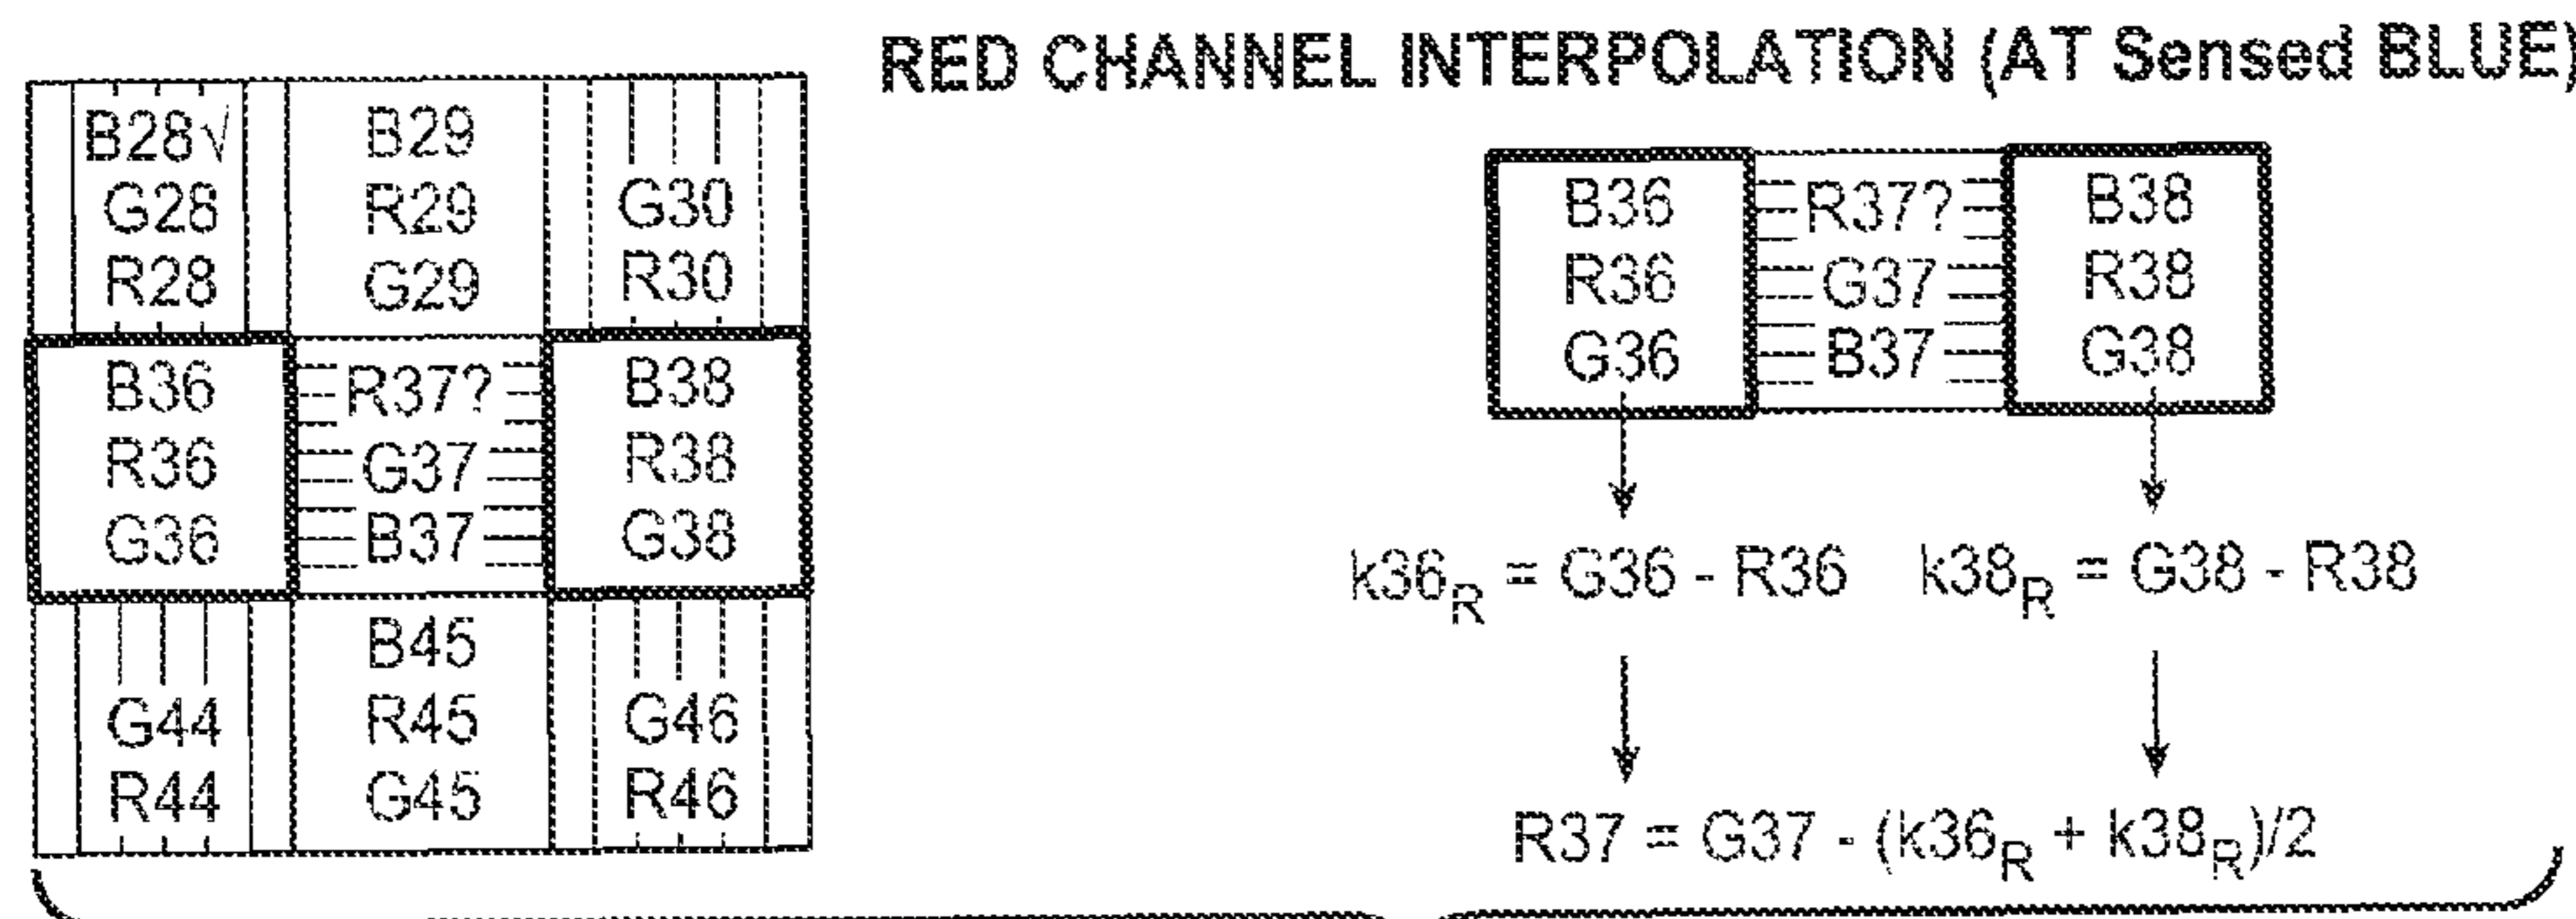 RED CHANNEL INTERPOLATION (AT Sensed BLUE)
B28√ B29
G28 R29 G30
R28 G29 R30
B36 R37? B38
R36 G37 R38
G36 B37 G38
B45
G44 R45 G46
R44 G45 R46
B36 R37? B38
R36 G37 R38
G36 B37 G38
k36R = G36 - R36 k38R = G38 - R38
R37 = G37 - (k36R + k38R)/2